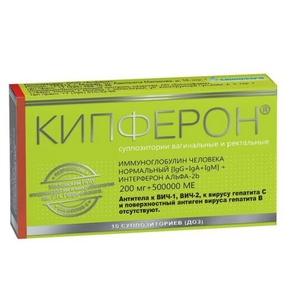 КИПФЕРОН®
суппозитории вагинальные и ректальные
ИММУНОГЛОБУЛИН ЧЕЛОВЕКА
НОРМАЛЬНЫЙ [IgG+IgA+IgM] +
ИНТЕРФЕРОН АЛЬФА-2b
200 мг+500000 МЕ
Антитела к ВИЧ-1, ВИЧ-2, к вирусу гепатита С
и поверхностный антиген вируса гепатита В
отсутствуют.
10 СУППОЗИТОРИЕВ (ДОЗ)